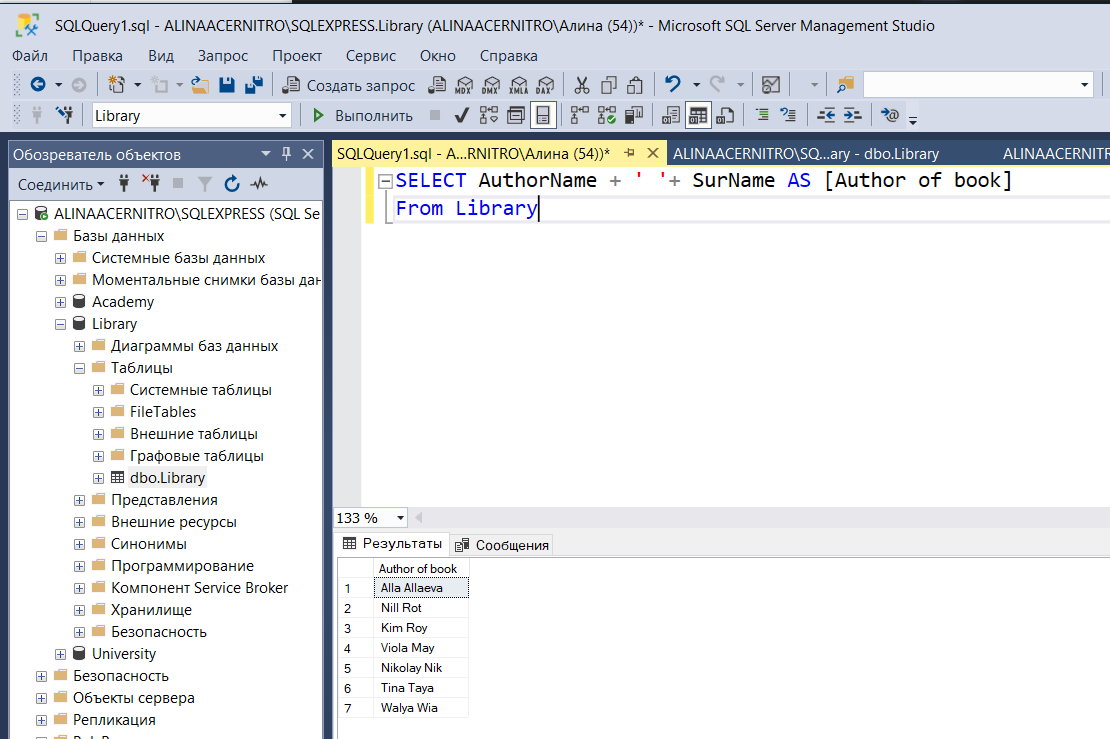 SQLQuery1.sql - ALINAACERNITRO\SQLEXPRESS.Library (ALINAACERNITRO\Алина (54))* - Microsoft SQL Server Management Studio
Файл Правка Вид Запрос Проект Сервис Окно Справка
Создать запрос MDX DMX XMLA DAX
Library Выполнить
Обозреватель объектов
SQLQuery1.sql - A...RNITRO\Алина (54))* ALINAACERNITRO\SQ...ary - dbo.Library ALINAACERNITR
Соединить
ALINAACERNITRO\SQLEXPRESS (SQL Se
Базы данных
Системные базы данных
Моментальные снимки базы дан
Academy
Library
Диаграммы баз данных
Таблицы
Системные таблицы
FileTables
Внешние таблицы
Графовые таблицы
dbo.Library
Представления
Внешние ресурсы
Синонимы
Программирование
Компонент Service Broker
Хранилище
Безопасность
University
Безопасность
Объекты сервера
Репликация
SELECT AuthorName + ' '+ SurName AS [Author of book]
From Library
133 %
Результаты Сообщения
Author of book
1 Alla Allaeva
2 Nill Rot
3 Kim Roy
4 Viola May
5 Nikolay Nik
6 Tina Taya
7 Walya Wia